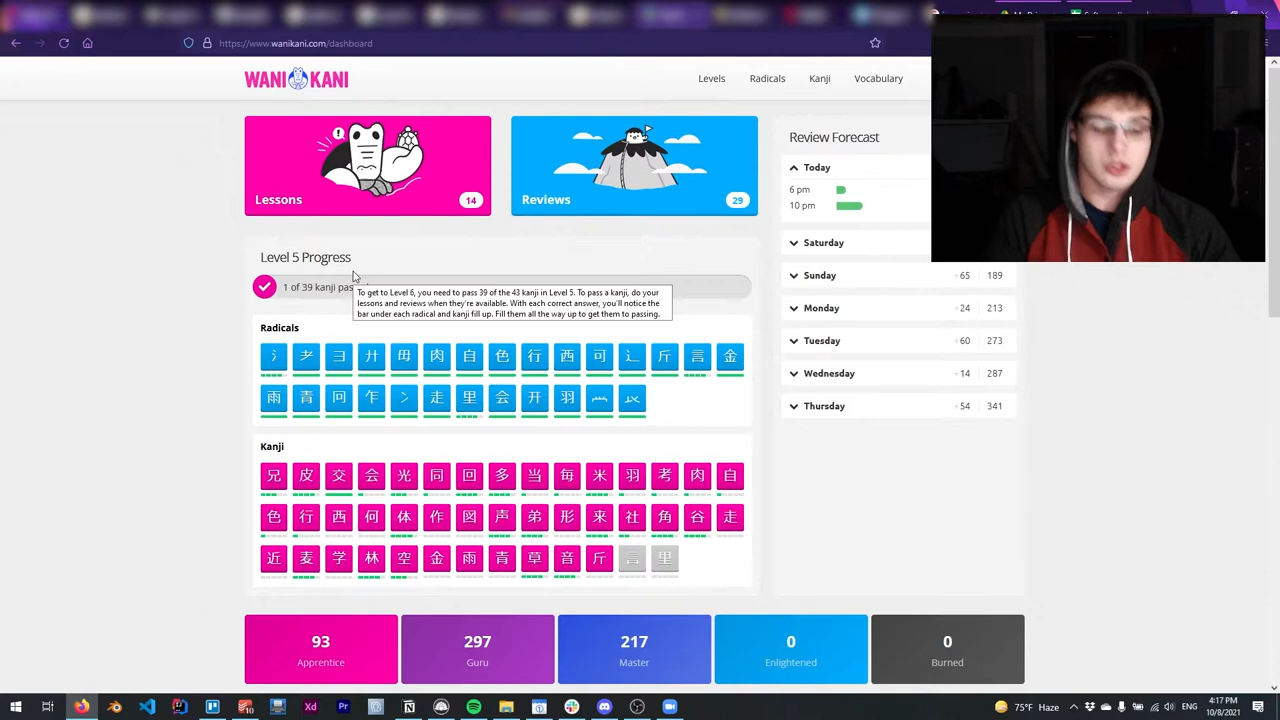 https://www.wanikani.com/dashboard
WANI KANI
Levels Radicals Kanji Vocabulary
!
Lessons 14
Reviews 29
Review Forecast
Today
6 pm
10 pm
Saturday
Sunday +65 189
Monday +24 213
Tuesday +60 273
Wednesday +14 287
Thursday +54 341
Level 5 Progress
1 of 39 kanji
To get to Level 6, you need to pass 39 of the 43 kanji in Level 5. To pass a kanji, do your
lessons and reviews when they're available. With each correct answer, you'll notice the
bar under each radical and kanji fill up. Fill them all the way up to get them to passing.
Radicals
氵 耂 ヨ 廾 毋 肉 自 色 行 西 可 辶 斤 言 金
雨 青 冋 乍 冫 走 里 会 开 羽
Kanji
兄 皮 交 会 光 同 回 多 当 毎 米 羽 考 肉 自
色 行 西 何 体 作 図 声 弟 形 来 社 角 谷 走
近 麦 学 林 空 金 雨 青 草 音 斤 言 里
93 297 217 0 0
Apprentice Guru Master Enlightened Burned
75°F Haze
4:17 PM
10/8/2021